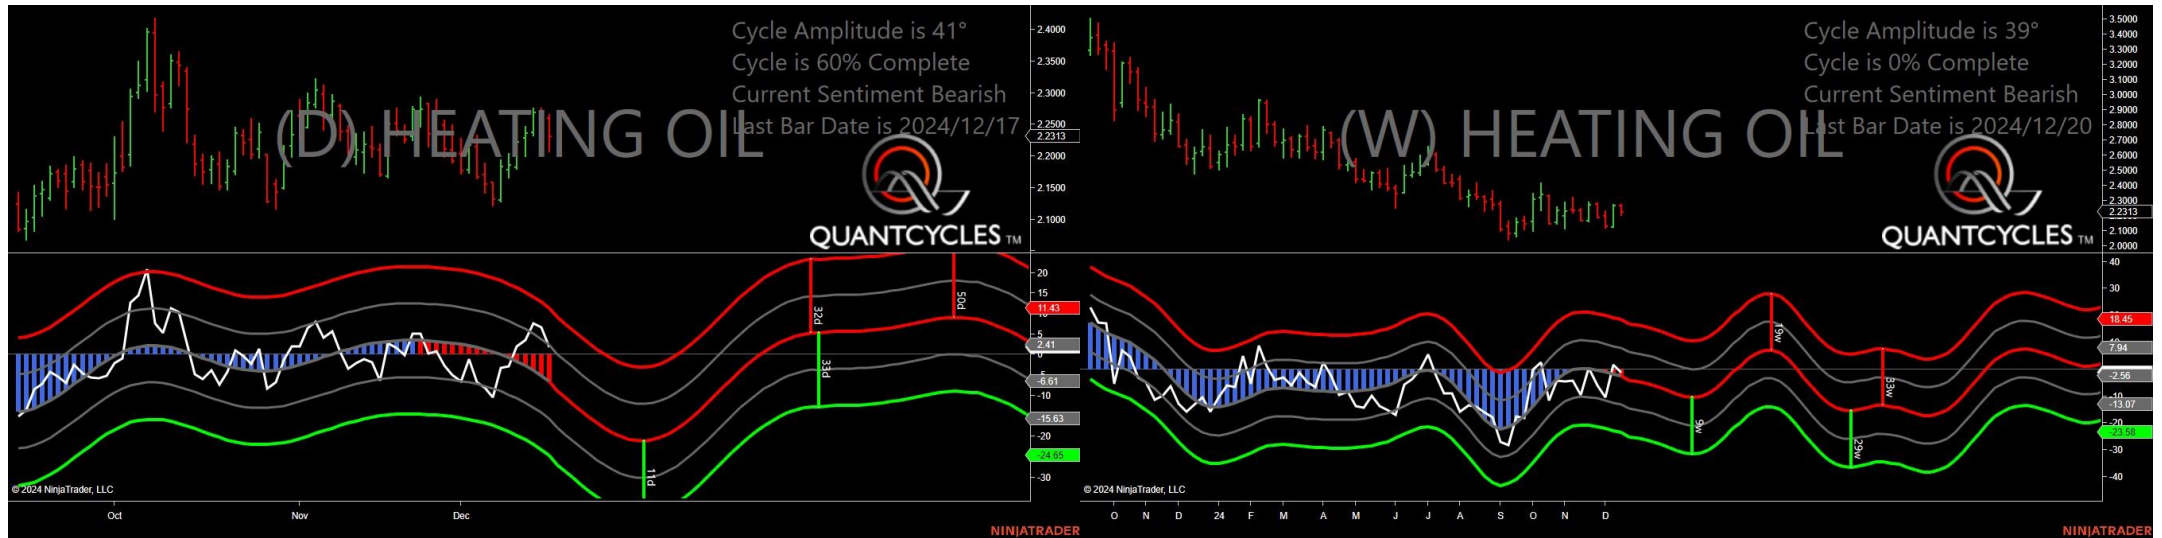 Cycle Amplitude is 41°
Cycle is 60% Complete
Current Sentiment Bearish
Last Bar Date is 2024/12/17
(D) HEATING OIL
QUANTCYCLES TM
2.4000
2.3500
2.3000
2.2500
2.2313
2.2000
2.1500
2.1000
20
15
11.43
5
2.41
-6.61
-10
-15.63
-20
-24.65
-30
32d
50d
33d
11d
© 2024 NinjaTrader, LLC
Oct
Nov
Dec
NINJATRADER
Cycle Amplitude is 39°
Cycle is 0% Complete
Current Sentiment Bearish
Last Bar Date is 2024/12/20
(W) HEATING OIL
QUANTCYCLES TM
3.5000
3.4000
3.3000
3.2000
3.1000
3.0000
2.9000
2.8000
2.7000
2.6000
2.5000
2.4000
2.3000
2.2313
2.1000
2.0000
40
30
18.45
7.94
-2.56
-13.07
-20
-23.58
-30
-40
19w
33w
9w
29w
© 2024 NinjaTrader, LLC
O N D 24 F M A M J J A S O N D
NINJATRADER